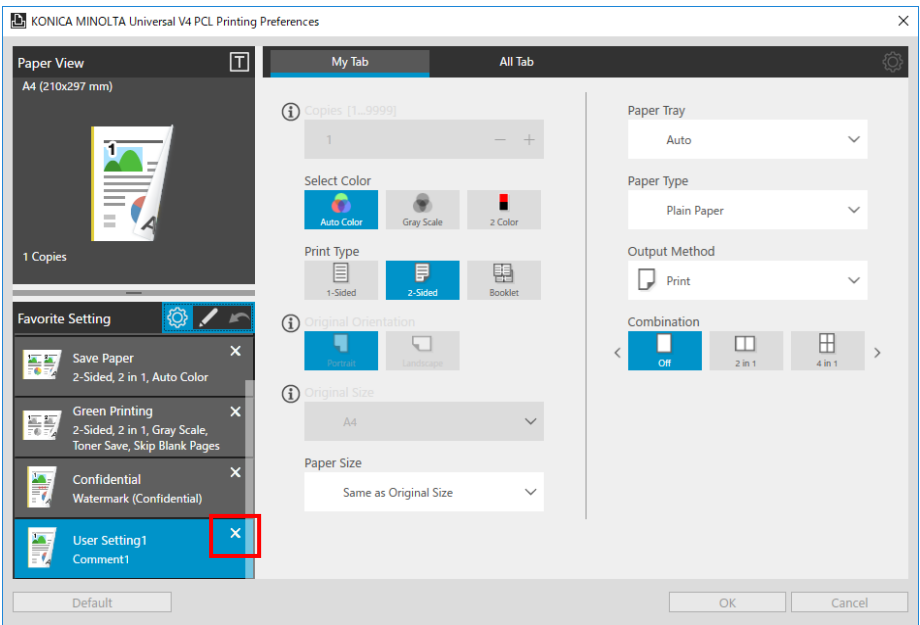 KONICA MINOLTA Universal V4 PCL Printing Preferences
Paper View
T
A4 (210x297 mm)
1
1 Copies
Favorite Setting
Save Paper
2-Sided, 2 in 1, Auto Color
Green Printing
2-Sided, 2 in 1, Gray Scale,
Toner Save, Skip Blank Pages
Confidential
Watermark (Confidential)
User Setting1
Comment1
My Tab
All Tab
Copies [1...9999]
1
Select Color
Auto Color
Gray Scale
2 Color
Print Type
1-Sided
2-Sided
Booklet
Original Orientation
Portrait
Landscape
Original Size
A4
Paper Size
Same as Original Size
Paper Tray
Auto
Paper Type
Plain Paper
Output Method
Print
Combination
Off
2 in 1
4 in 1
Default
OK
Cancel